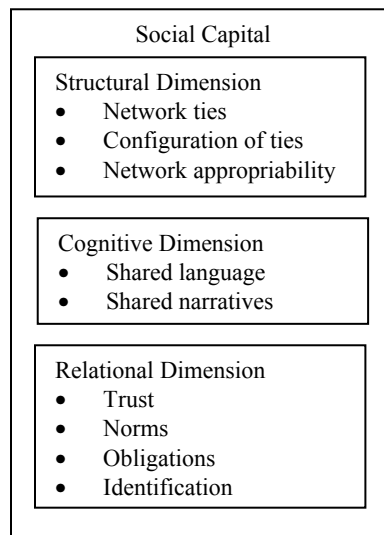 Social Capital
Structural Dimension
• Network ties
• Configuration of ties
• Network appropriability
Cognitive Dimension
• Shared language
• Shared narratives
Relational Dimension
• Trust
• Norms
• Obligations
• Identification